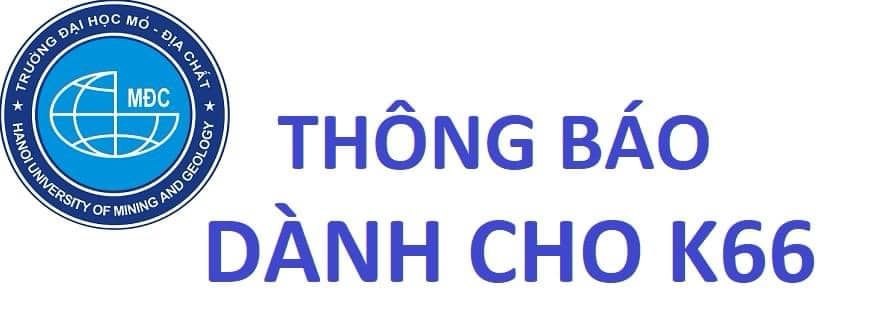 TRƯỜNG ĐẠI HỌC MỎ - ĐỊA CHẤT
MĐC
HANOI UNIVERSITY OF MINING AND GEOLOGY
THÔNG BÁO
DÀNH CHO K66